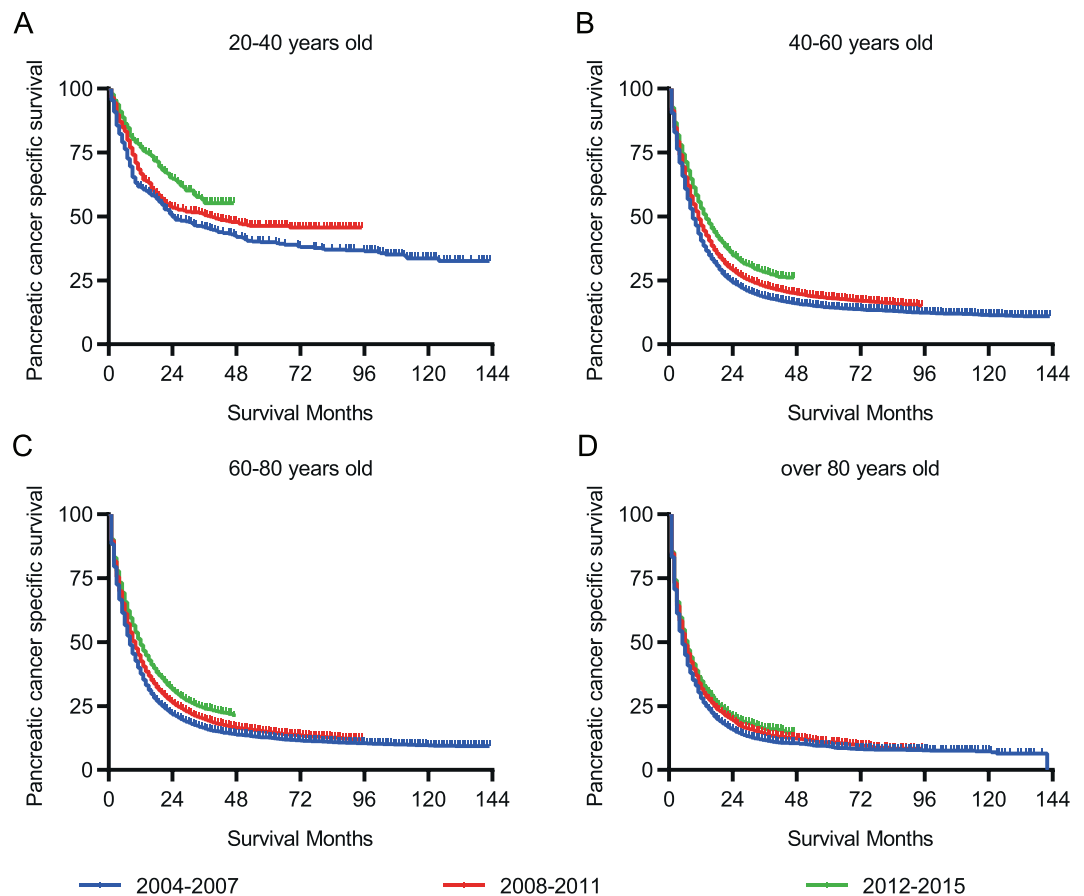 A
20-40 years old
Pancreatic cancer specific survival
100
75
50
25
0
0 24 48 72 96 120 144
Survival Months
B
40-60 years old
Pancreatic cancer specific survival
100
75
50
25
0
0 24 48 72 96 120 144
Survival Months
C
60-80 years old
Pancreatic cancer specific survival
100
75
50
25
0
0 24 48 72 96 120 144
Survival Months
D
over 80 years old
Pancreatic cancer specific survival
100
75
50
25
0
0 24 48 72 96 120 144
Survival Months
2004-2007 2008-2011 2012-2015